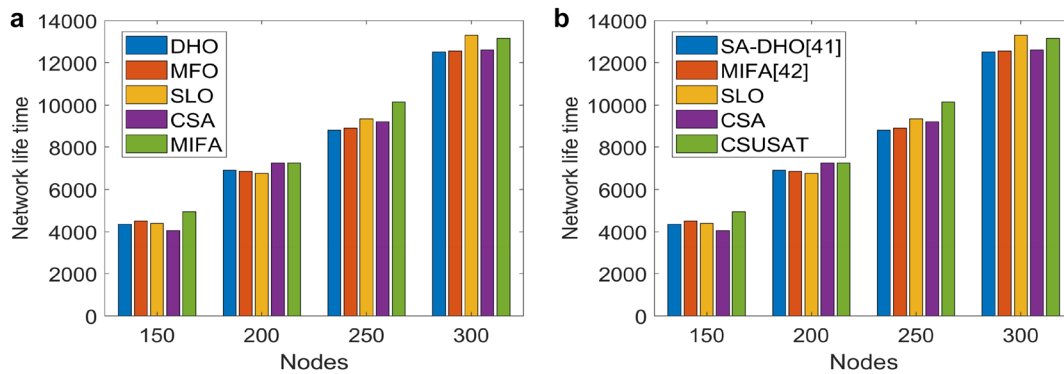 a
14000
12000
10000
8000
6000
4000
2000
0
Network life time
DHO
MFO
SLO
CSA
MIFA
150
200
250
300
Nodes
b
14000
12000
10000
8000
6000
4000
2000
0
Network life time
SA-DHO[41]
MIFA[42]
SLO
CSA
CSUSAT
150
200
250
300
Nodes